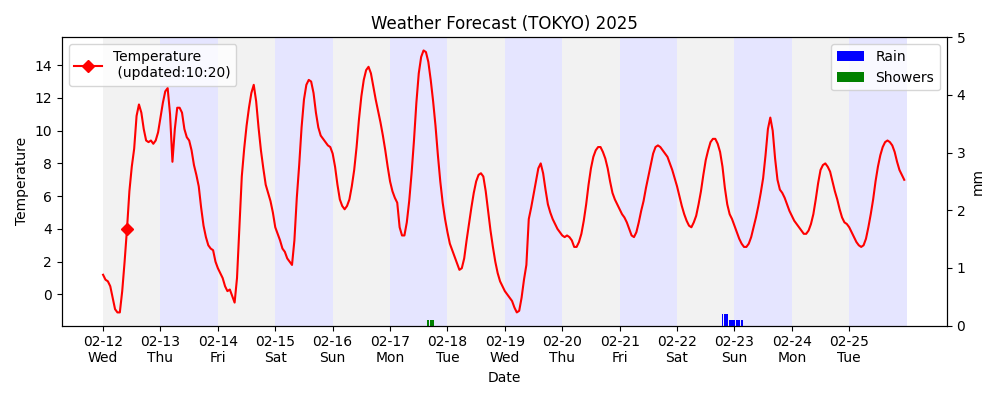 Weather Forecast (TOKYO) 2025
Temperature
(updated:10:20)
Rain
Showers
Temperature
14
12
10
8
6
4
2
0
5
4
3
2
1
0
mm
02-12 02-13 02-14 02-15 02-16 02-17 02-18 02-19 02-20 02-21 02-22 02-23 02-24 02-25
Wed Thu Fri Sat Sun Mon Tue Wed Thu Fri Sat Sun Mon Tue
Date